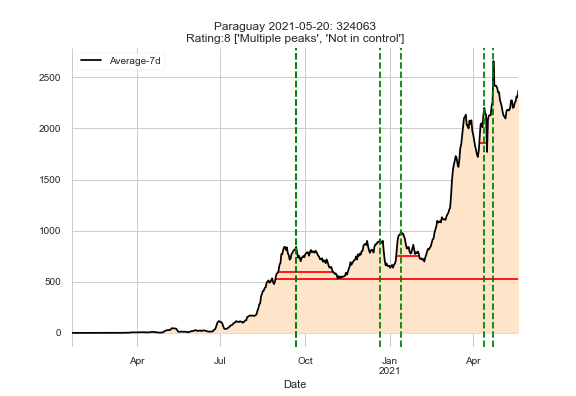 Paraguay 2021-05-20: 324063
Rating:8 ['Multiple peaks', 'Not in control']
Average-7d
2500
2000
1500
1000
500
0
Apr
Jul
Oct
Jan
2021
Apr
Date